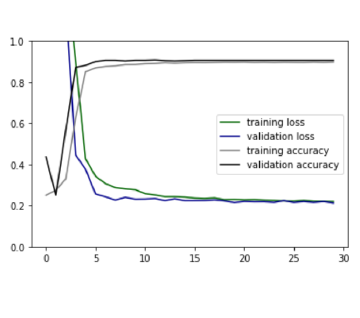 1.0
0.8
0.6
0.4
0.2
0.0
training loss
validation loss
training accuracy
validation accuracy
0 5 10 15 20 25 30